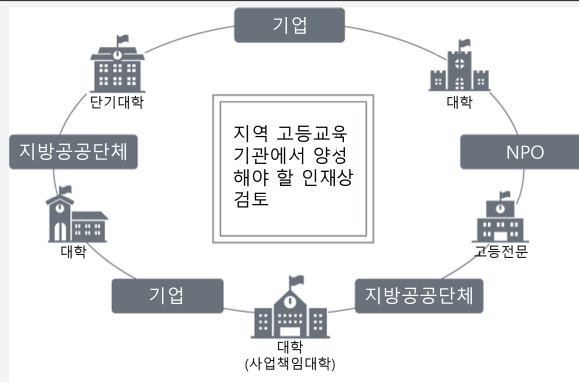 기업
단기대학
대학
지방공공단체
지역 고등교육
기관에서 양성
해야 할 인재상
검토
NPO
대학
고등전문
기업
지방공공단체
대학
(사업책임대학)